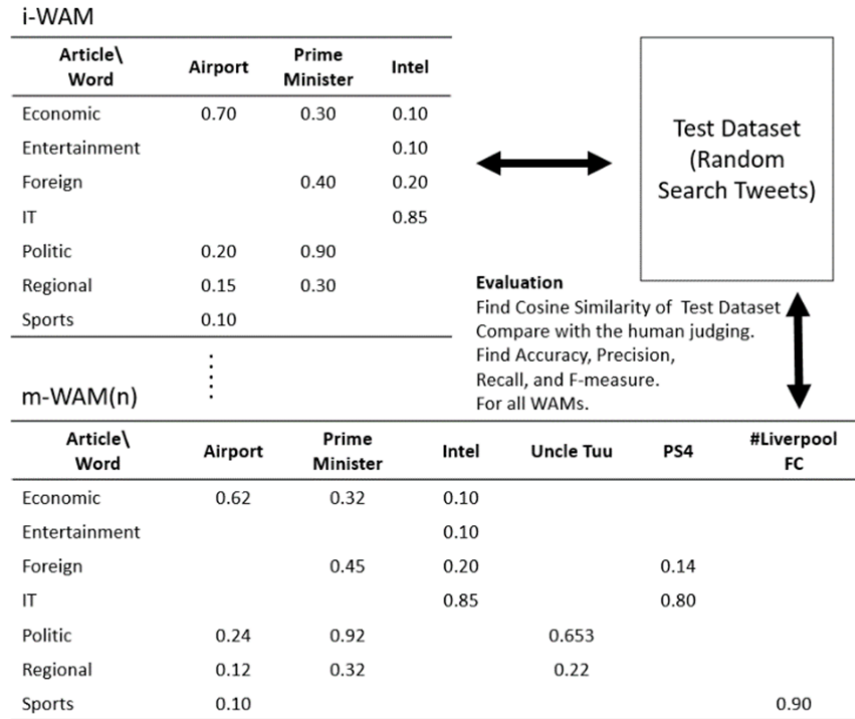 i-WAM
Article\ Word Airport Prime Minister Intel
Economic 0.70 0.30 0.10
Entertainment 0.10
Foreign 0.40 0.20
IT 0.85
Politic 0.20 0.90
Regional 0.15 0.30
Sports 0.10
Test Dataset
(Random
Search Tweets)
Evaluation
Find Cosine Similarity of Test Dataset
Compare with the human judging.
Find Accuracy, Precision,
Recall, and F-measure.
For all WAMs.
m-WAM(n)
Article\ Word Airport Prime Minister Intel Uncle Tuu PS4 #Liverpool FC
Economic 0.62 0.32 0.10
Entertainment 0.10
Foreign 0.45 0.20 0.14
IT 0.85 0.80
Politic 0.24 0.92 0.653
Regional 0.12 0.32 0.22
Sports 0.10 0.90